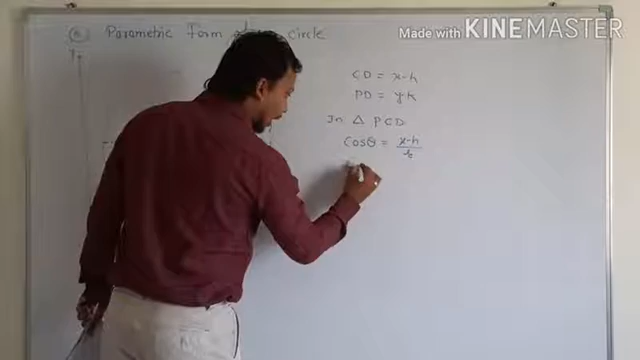 Parametric Form circle
Made with KINEMASTER
CD = x-h
PD = y-k
In △ PCD
Cosθ = x-h/r